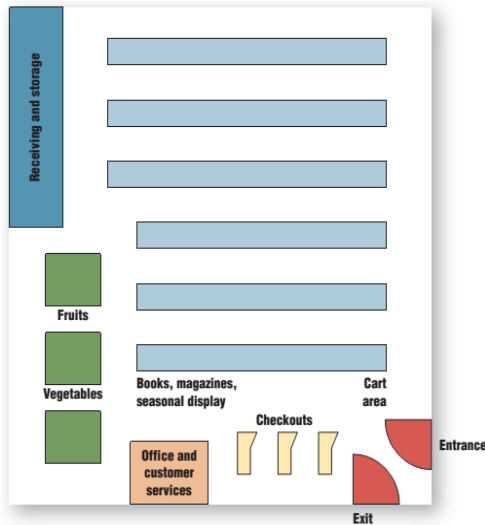 Receiving and storage
Fruits
Vegetables
Books, magazines,
seasonal display
Cart
area
Checkouts
Office and
customer
services
Entrance
Exit